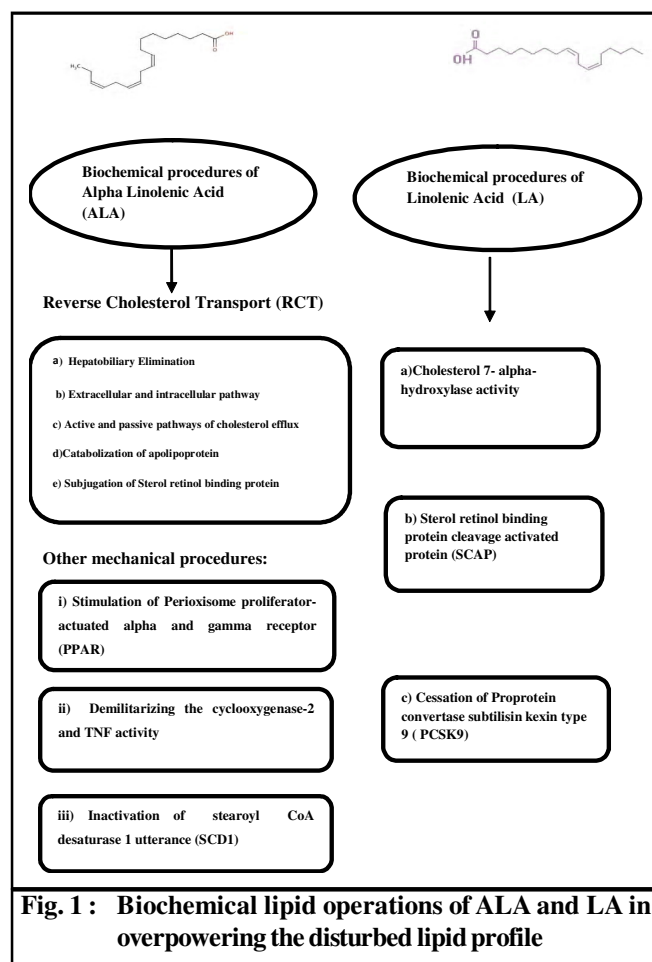 OH
O
H₃C
O
OH
Biochemical procedures of
Alpha Linolenic Acid
(ALA)
Biochemical procedures of
Linolenic Acid (LA)
Reverse Cholesterol Transport (RCT)
a) Hepatobiliary Elimination
b) Extracellular and intracellular pathway
c) Active and passive pathways of cholesterol efflux
d)Catabolization of apolipoprotein
e) Subjugation of Sterol retinol binding protein
a)Cholesterol 7- alpha-
hydroxylase activity
b) Sterol retinol binding
protein cleavage activated
protein (SCAP)
Other mechanical procedures:
i) Stimulation of Perioxisome proliferator-
actuated alpha and gamma receptor
(PPAR)
ii) Demilitarizing the cyclooxygenase-2
and TNF activity
c) Cessation of Proprotein
convertase subtilisin kexin type
9 ( PCSK9)
iii) Inactivation of stearoyl CoA
desaturase 1 utterance (SCD1)
Fig. 1 : Biochemical lipid operations of ALA and LA in
overpowering the disturbed lipid profile